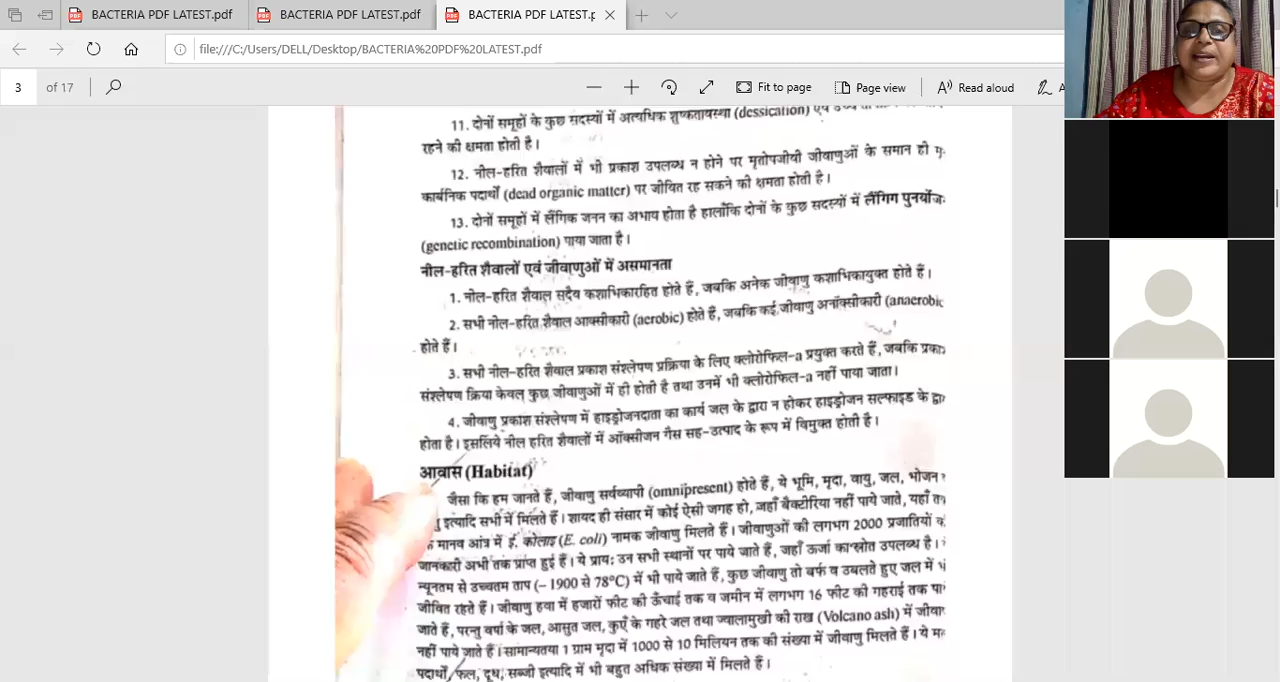 BACTERIA PDF LATEST.pdf
BACTERIA PDF LATEST.pdf
BACTERIA PDF LATEST.p
file:///C:/Users/DELL/Desktop/BACTERIA%20PDF%20LATEST.pdf
3 of 17 Fit to page Page view Read aloud
11. दोनों समूहों के कुछ सदस्यों में अत्यधिक शुष्कतावस्था (dessication) एवं
रहने की क्षमता होती है।
12. नील-हरित शैवालों में भी प्रकाश उपलब्ध न होने पर मृतोपजीवी जीवाणुओं के समान ही
कार्बनिक पदार्थों (dead organic matter) पर जीवित रह सकने की क्षमता होती है।
13. दोनों समूहों में लैंगिक जनन का अभाव होता है हालाँकि दोनों के कुछ सदस्यों में लैंगिग
(genetic recombination) पाया जाता है।
नील-हरित शैवालों एवं जीवाणुओं में असमानता
1. नील-हरित शैवाल सदैव कशाभिकारहित होते हैं, जबकि अनेक जीवाणु कशाभिकायुक्त होते हैं।
2. सभी नील-हरित शैवाल आक्सीकारी (aerobic) होते हैं, जबकि कई जीवाणु अनॉक्सीकारी (anaerobic
होते हैं।
3. सभी नील-हरित शैवाल प्रकाश संश्लेषण प्रक्रिया के लिए क्लोरोफिल-a प्रयुक्त करते हैं, जबकि
संश्लेषण क्रिया केवल कुछ जीवाणुओं में ही होती है तथा उनमें भी क्लोरोफिल-a नहीं पाया जाता।
4. जीवाणु प्रकाश संश्लेषण में हाइड्रोजनदाता का कार्य जल के द्वारा न होकर हाइड्रोजन सल्फाइड के
होता है। इसलिये नील हरित शैवालों में ऑक्सीजन गैस सह-उत्पाद के रूप में विमुक्त होती है।
आवास (Habitat)
जैसा कि हम जानते हैं, जीवाणु सर्वव्यापी (omnipresent) होते हैं, ये भूमि, मृदा, वायु, जल, भोजन
इत्यादि सभी में मिलते हैं। शायद ही संसार में कोई ऐसी जगह हो, जहाँ बैक्टीरिया नहीं पाये जाते, यहाँ
मानव आंत्र में ई. कोलाइ (E. coli) नामक जीवाणु मिलते हैं। जीवाणुओं की लगभग 2000 प्रजातियों
जानकारी अभी तक प्राप्त हुई हैं। ये प्राय: उन सभी स्थानों पर पाये जाते हैं, जहाँ ऊर्जा का स्रोत उपलब्ध है।
न्यूनतम से उच्चतम ताप (– 1900 से 78°C) में भी पाये जाते हैं, कुछ जीवाणु तो बर्फ व उबलते हुए जल में
जीवित रहते हैं। जीवाणु हवा में हजारों फीट की ऊँचाई तक व जमीन में लगभग 16 फीट की गहराई तक
जाते हैं, परन्तु वर्षा के जल, आसुत जल, कुएँ के गहरे जल तथा ज्वालामुखी की राख (Volcano ash) में
नहीं पाये जाते हैं। सामान्यतया 1 ग्राम मृदा में 1000 से 10 मिलियन तक की संख्या में जीवाणु मिलते हैं। ये
पदार्थों, फल, दूध, सब्जी इत्यादि में भी बहुत अधिक संख्या में मिलते हैं।